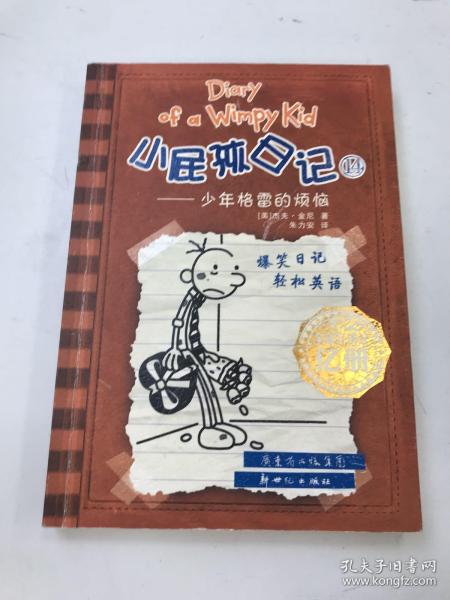 Diary
of a Wimpy Kid
小屁孩日记⑭
——少年格雷的烦恼
[美]杰夫·金尼 著
朱力安 译
爆笑日记
轻松英语
必册
广东省出版集团
新世纪出版社
孔夫子旧书网
www.kongfz.com